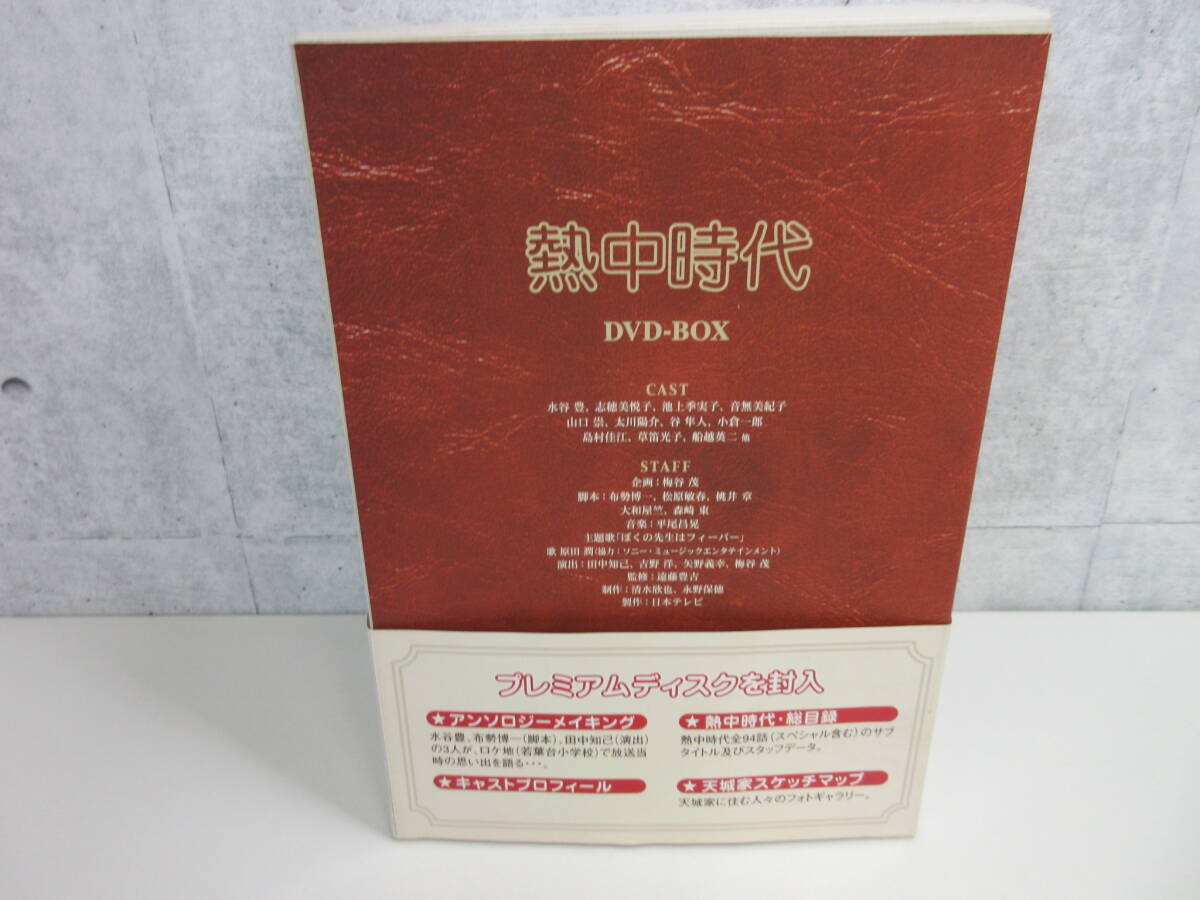 熱中時代
DVD-BOX
CAST
水谷 豊、志穂美悦子、池上季実子、音無美紀子
山口 崇、太川陽介、谷 隼人、小倉一郎
島村佳江、草笛光子、船越英二 他
STAFF
企画：梅谷 茂
脚本：布勢博一、松原敏春、桃井 章
大和屋竺、森崎 東
音楽：平尾昌晃
主題歌「ぼくの先生はフィーバー」
歌 原田 潤（協力：ソニー・ミュージックエンタテインメント）
演出：田中知己、吉野 洋、矢野義幸、梅谷 茂
監修：遠藤豊吉
制作：清水欣也、水野保徳
製作：日本テレビ
プレミアムディスクを封入
★アンソロジーメイキング
水谷豊、布勢博一（脚本）、田中知己（演出）
の3人が、ロケ地（若葉台小学校）で放送当
時の思い出を語る・・・。
★キャストプロフィール
★熱中時代・総目録
熱中時代全94話（スペシャル含む）のサブ
タイトル及びスタッフデータ。
★天城家スケッチマップ
天城家に住む人々のフォトギャラリー。